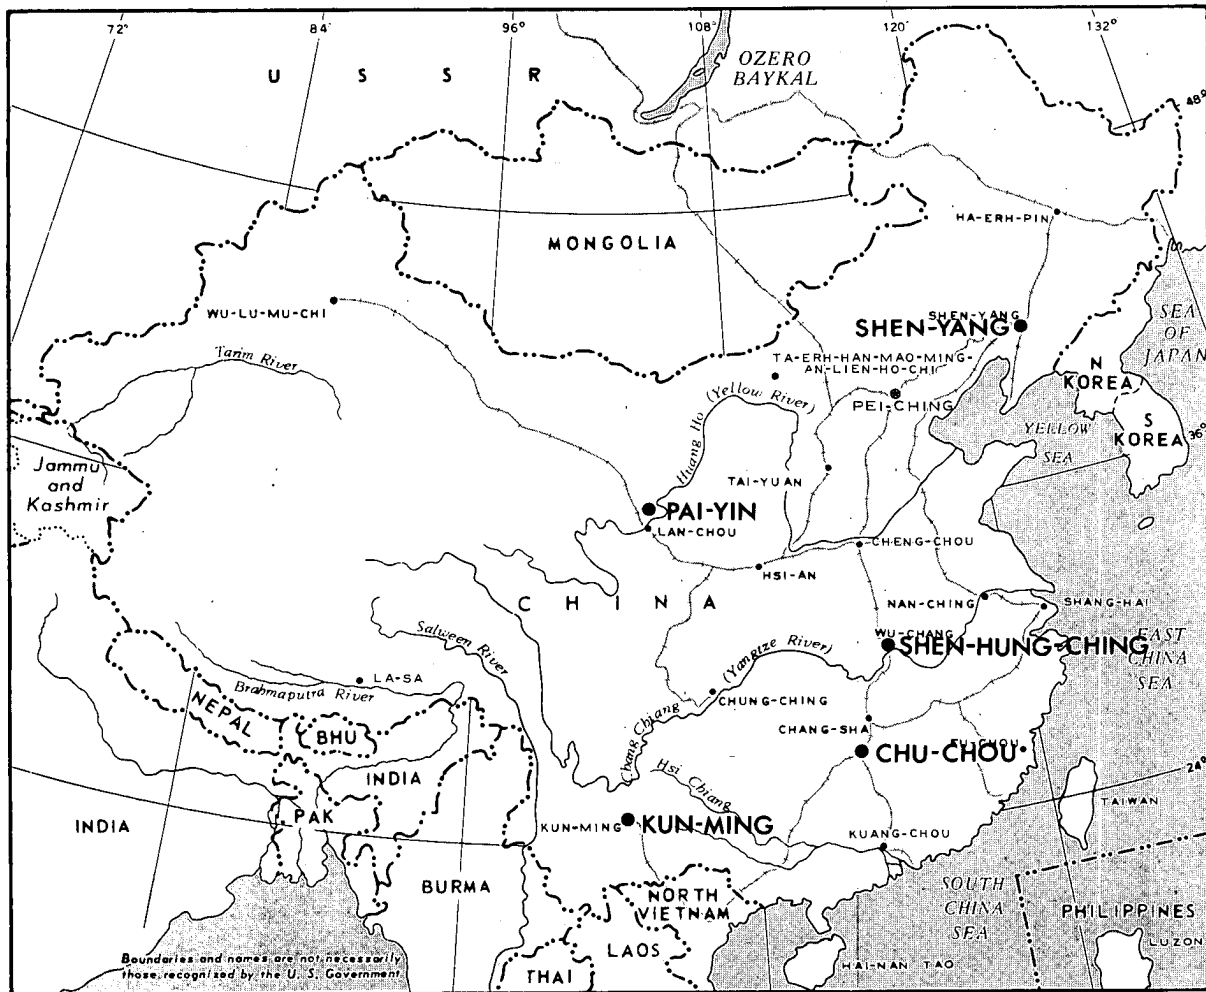 72°
84°
96°
108°
120°
132°
U S S R
OZERO
BAYKAL
48°
HA-ERH-PIN
MONGOLIA
WU-LU-MU-CHI
SHEN-YANG
SHEN-YANG
SEA
OF
JAPAN
Tarim River
TA-ERH-HAN-MAO-MING-
AN-LIEN-HO-CHI
N
KOREA
PEI-CHING
Huang Ho (Yellow River)
YELLOW
SEA
S
KOREA
36°
Jammu
and
Kashmir
TAI-YUAN
PAI-YIN
LAN-CHOU
CHENG-CHOU
HSI-AN
C H I N A
NAN-CHING
SHANG-HAI
Salween River
WU-CHANG
SHEN-HUNG-CHING
EAST
CHINA
SEA
Chang Chiang (Yangtze River)
LA-SA
Brahmaputra River
CHUNG-CHING
NEPAL
BHU
CHANG-SHA
CHU-CHOU
FU-CHOU
24°
INDIA
Hsi Chiang
TAIWAN
INDIA
PAK
KUN-MING
KUN-MING
KUANG-CHOU
BURMA
NORTH
VIETNAM
SOUTH
CHINA
SEA
PHILIPPINES
LAOS
LUZON
Boundaries and names are not necessarily
those recognized by the U. S. Government
THAI
HAI-NAN TAO